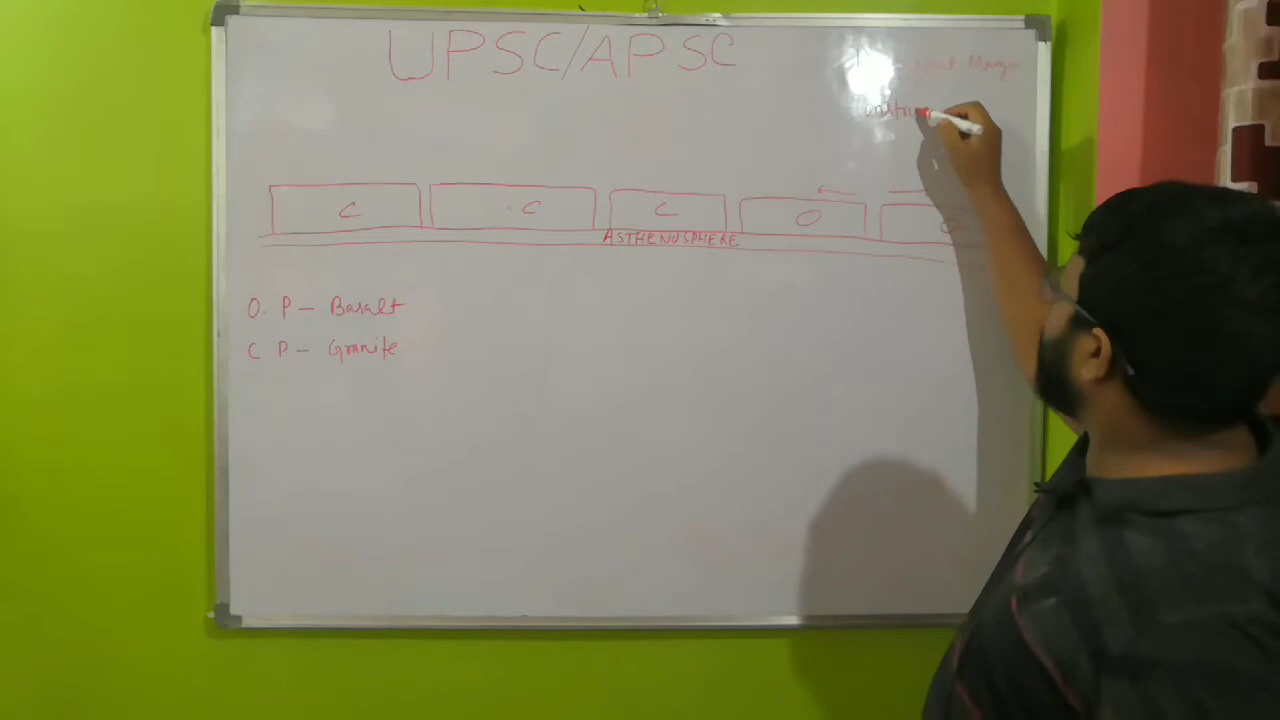 UPSC/APSC
C C C O O
ASTHENOSPHERE
O. P - Basalt
C P - Granite